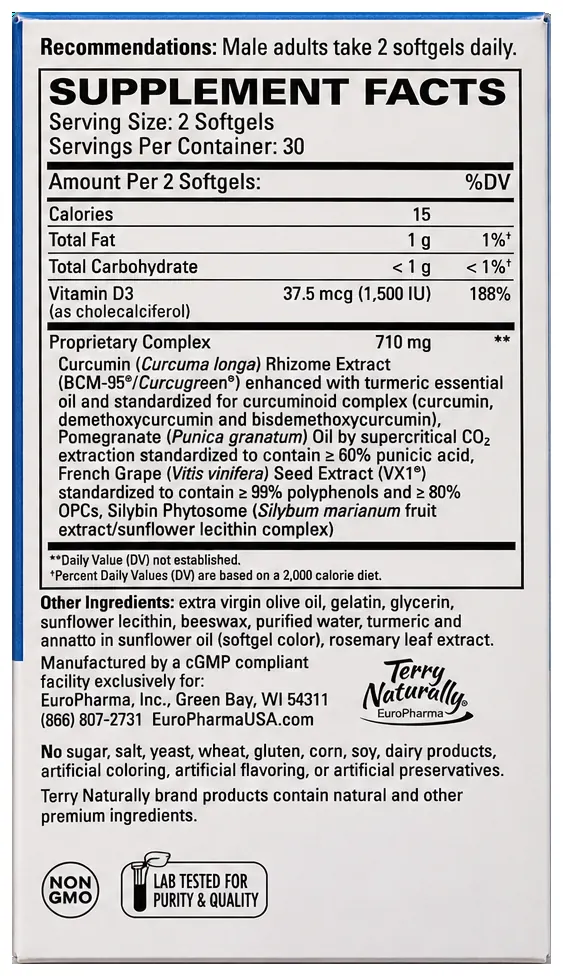 Recommendations: Male adults take 2 softgels daily.
SUPPLEMENT FACTS
Serving Size: 2 Softgels
Servings Per Container: 30
Amount Per 2 Softgels: %DV
Calories 15
Total Fat 1 g 1%†
Total Carbohydrate < 1 g < 1%†
Vitamin D3 37.5 mcg (1,500 IU) 188%
(as cholecalciferol)
Proprietary Complex 710 mg **
Curcumin (Curcuma longa) Rhizome Extract
(BCM-95®/Curcugreen®) enhanced with turmeric essential
oil and standardized for curcuminoid complex (curcumin,
demethoxycurcumin and bisdemethoxycurcumin),
Pomegranate (Punica granatum) Oil by supercritical CO₂
extraction standardized to contain ≥ 60% punicic acid,
French Grape (Vitis vinifera) Seed Extract (VX1®)
standardized to contain ≥ 99% polyphenols and ≥ 80%
OPCs, Silybin Phytosome (Silybum marianum fruit
extract/sunflower lecithin complex)
**Daily Value (DV) not established.
†Percent Daily Values (DV) are based on a 2,000 calorie diet.
Other Ingredients: extra virgin olive oil, gelatin, glycerin,
sunflower lecithin, beeswax, purified water, turmeric and
annatto in sunflower oil (softgel color), rosemary leaf extract.
Manufactured by a cGMP compliant
facility exclusively for:
EuroPharma, Inc., Green Bay, WI 54311
(866) 807-2731 EuroPharmaUSA.com
Terry
Naturally®
EuroPharma
No sugar, salt, yeast, wheat, gluten, corn, soy, dairy products,
artificial coloring, artificial flavoring, or artificial preservatives.
Terry Naturally brand products contain natural and other
premium ingredients.
NON
GMO
LAB TESTED FOR
PURITY & QUALITY